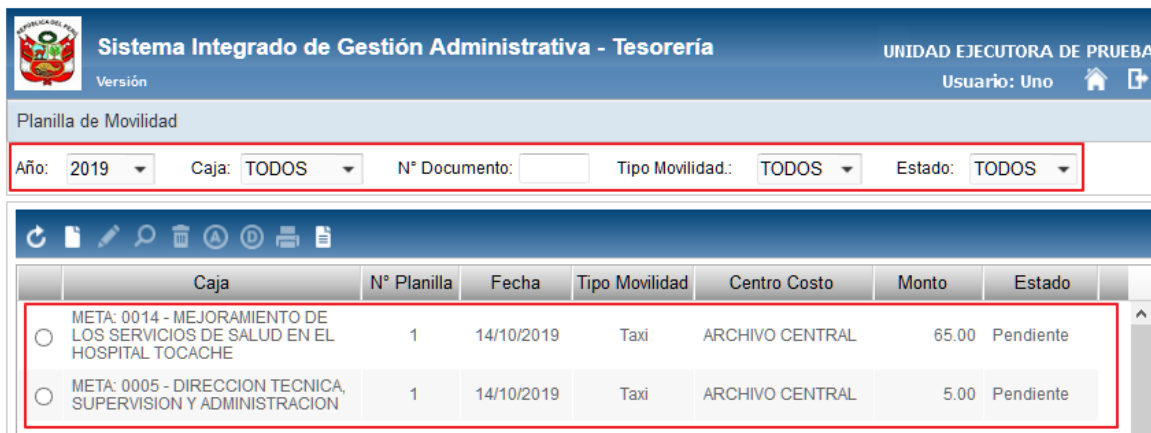 REPUBLICA DEL PERU
Sistema Integrado de Gestión Administrativa - Tesorería
UNIDAD EJECUTORA DE PRUEBA
Versión
Usuario: Uno
Planilla de Movilidad
Año: 2019 Caja: TODOS N° Documento: Tipo Movilidad.: TODOS Estado: TODOS
A D
Caja N° Planilla Fecha Tipo Movilidad Centro Costo Monto Estado
META: 0014 - MEJORAMIENTO DE
LOS SERVICIOS DE SALUD EN EL 1 14/10/2019 Taxi ARCHIVO CENTRAL 65.00 Pendiente
HOSPITAL TOCACHE
META: 0005 - DIRECCION TECNICA,
SUPERVISION Y ADMINISTRACION 1 14/10/2019 Taxi ARCHIVO CENTRAL 5.00 Pendiente